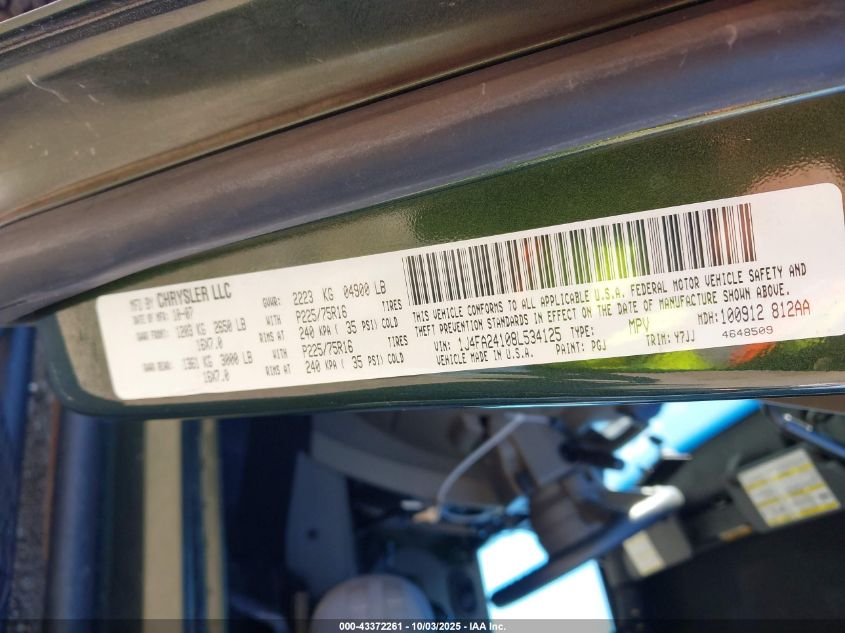 MFD BY CHRYSLER LLC
DATE OF MFR 10-07
GVWR: 2223 KG 04900 LB
GAWR FRONT: 1203 KG 2650 LB
WITH P225/75R16 TIRES
16X7.0
RIMS AT 240 KPA ( 35 PSI) COLD
GAWR REAR: 1361 KG 3000 LB
WITH P225/75R16 TIRES
16X7.0
RIMS AT 240 KPA ( 35 PSI) COLD
THIS VEHICLE CONFORMS TO ALL APPLICABLE U.S.A. FEDERAL MOTOR VEHICLE SAFETY AND
THEFT PREVENTION STANDARDS IN EFFECT ON THE DATE OF MANUFACTURE SHOWN ABOVE.
VIN: 1J4FA24108L534125 TYPE: MPV MDH: 100912 812AA
VEHICLE MADE IN U.S.A. PAINT: PGJ TRIM: Y7JJ 4648509
000-43372261 - 10/03/2025 - IAA Inc.